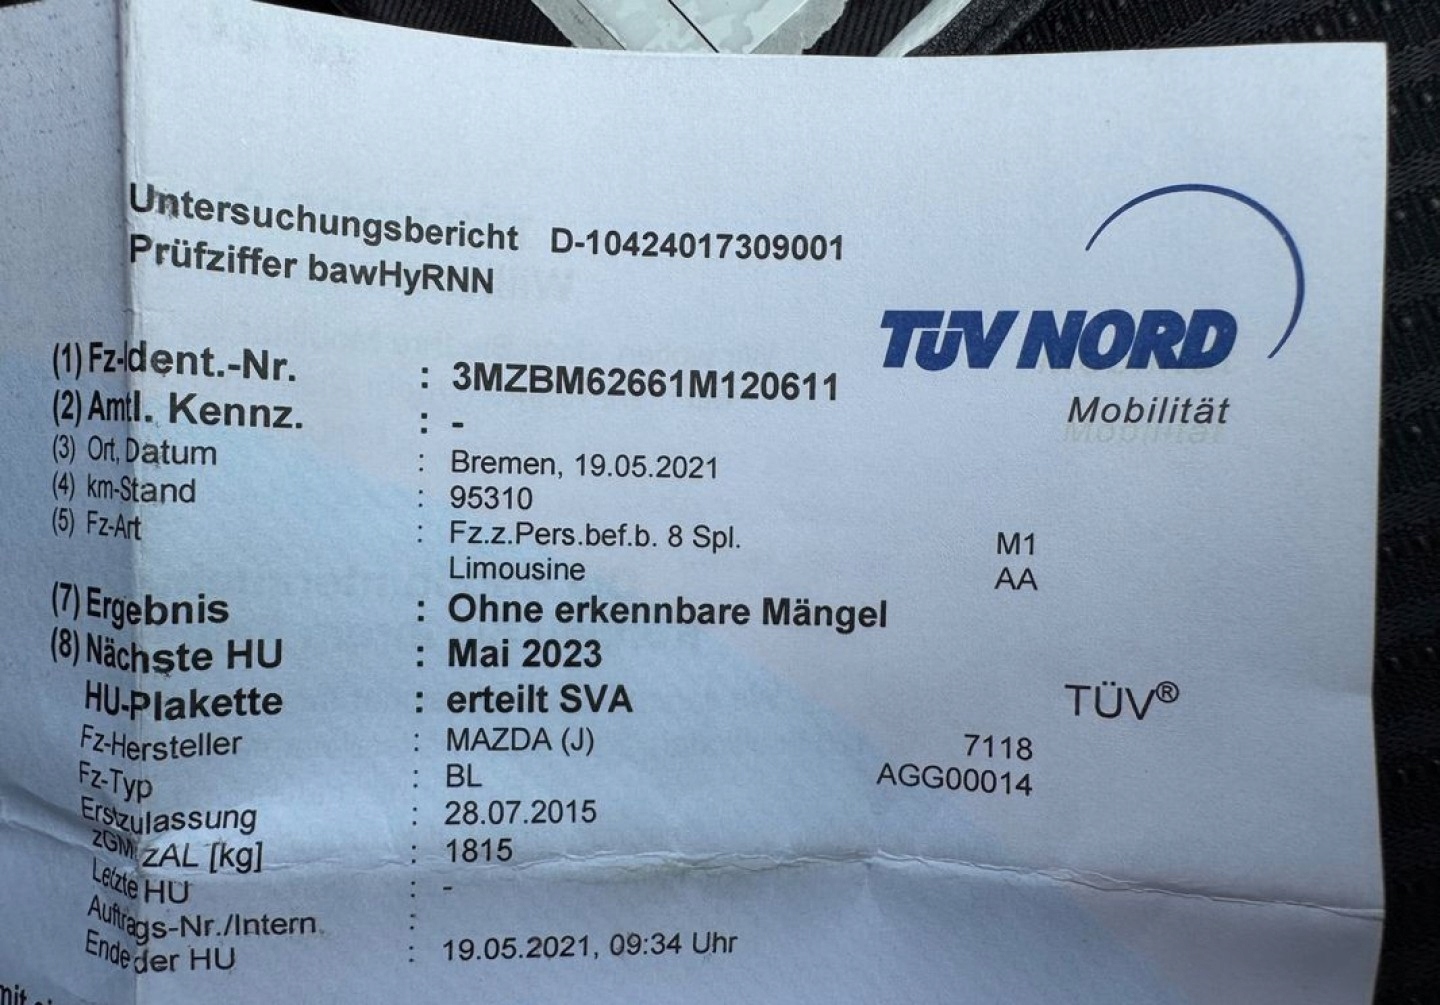 Untersuchungsbericht D-10424017309001
Prüfziffer bawHyRNN
TÜV NORD
Mobilität
(1) Fz-Ident.-Nr. : 3MZBM62661M120611
(2) Amtl. Kennz. : -
(3) Ort, Datum : Bremen, 19.05.2021
(4) km-Stand : 95310
(5) Fz-Art : Fz.z.Pers.bef.b. 8 Spl. M1
Limousine AA
(7) Ergebnis : Ohne erkennbare Mängel
(8) Nächste HU : Mai 2023
HU-Plakette : erteilt SVA TÜV®
Fz-Hersteller : MAZDA (J) 7118
Fz-Typ : BL AGG00014
Erstzulassung : 28.07.2015
zGM/zAL [kg] : 1815
Letzte HU : -
Auftrags-Nr./Intern. :
Ende der HU : 19.05.2021, 09:34 Uhr
mit